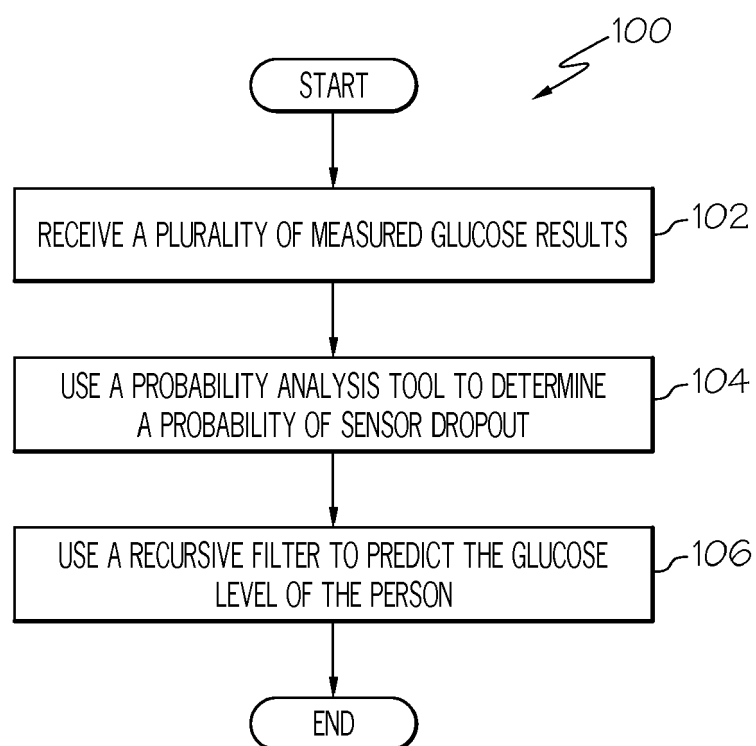 100
START
RECEIVE A PLURALITY OF MEASURED GLUCOSE RESULTS
102
USE A PROBABILITY ANALYSIS TOOL TO DETERMINE
A PROBABILITY OF SENSOR DROPOUT
104
USE A RECURSIVE FILTER TO PREDICT THE GLUCOSE
LEVEL OF THE PERSON
106
END